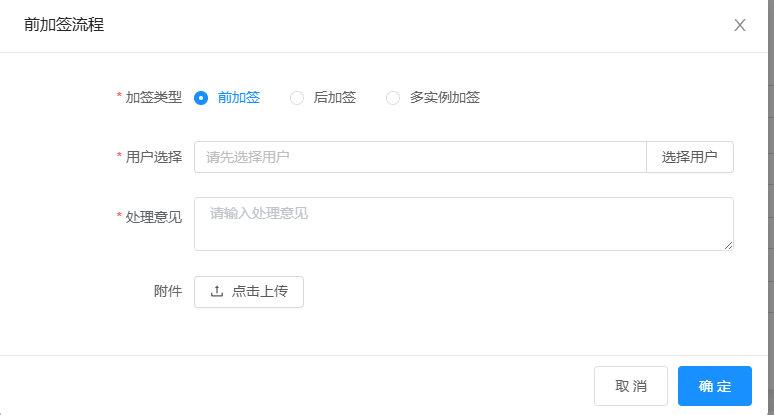 前加签流程
* 加签类型 前加签 后加签 多实例加签
* 用户选择 请先选择用户 选择用户
* 处理意见 请输入处理意见
附件 点击上传
取 消 确 定